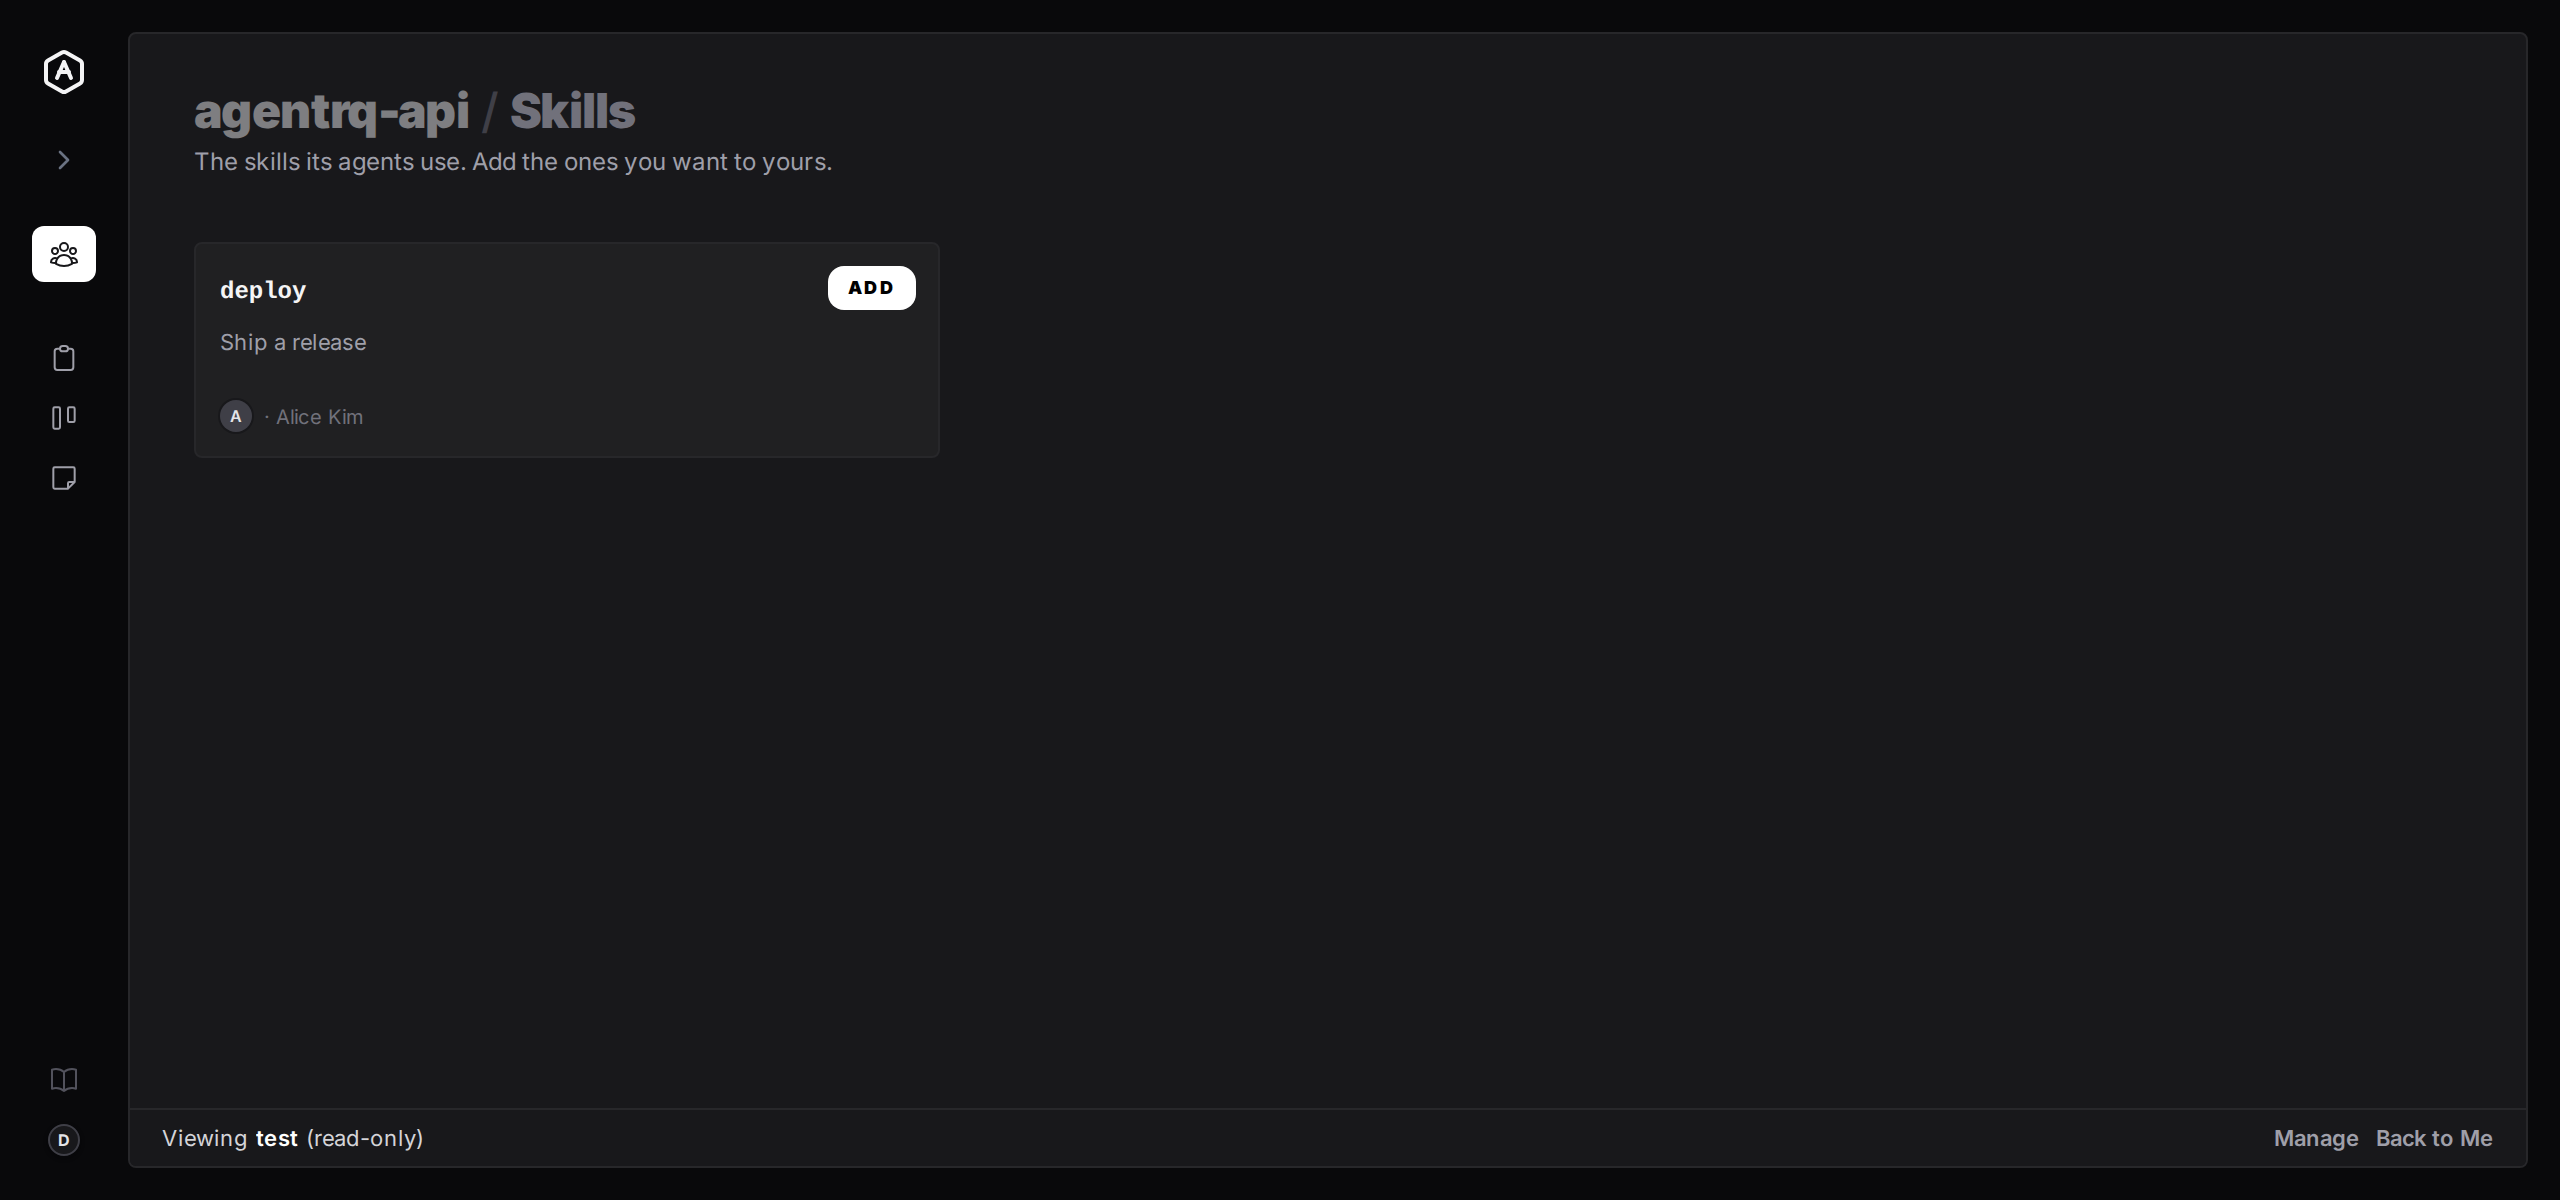 agentrq-api / Skills
The skills its agents use. Add the ones you want to yours.
deploy
ADD
Ship a release
A · Alice Kim
D
Viewing test (read-only)
Manage Back to Me